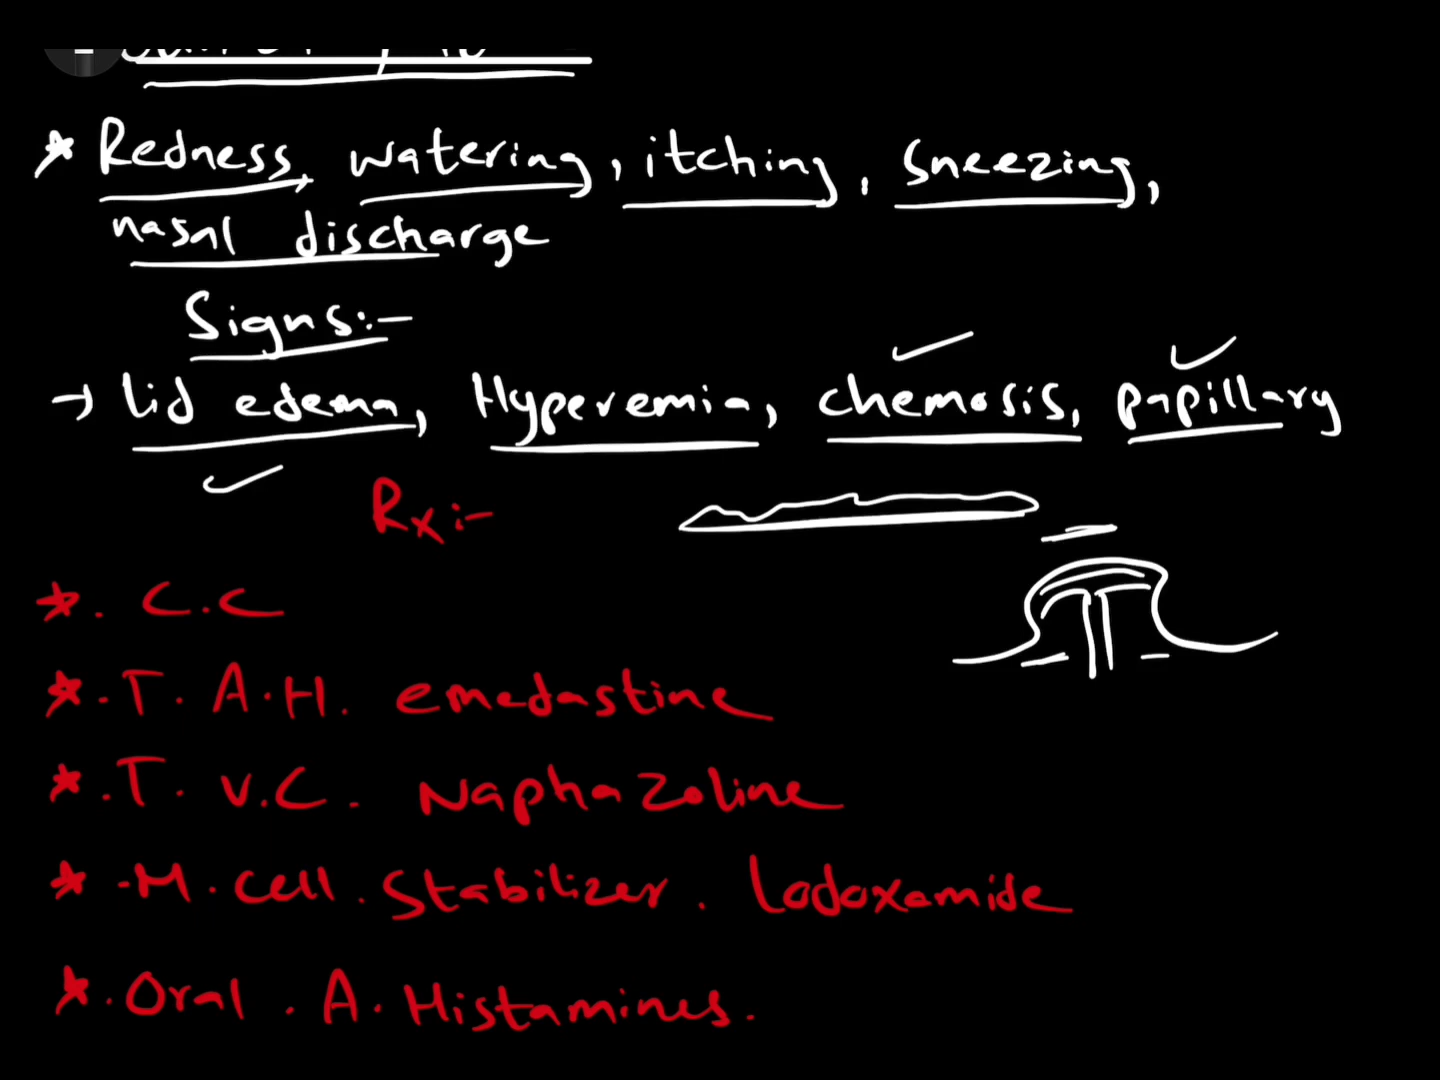 * Redness, watering, itching, sneezing,
nasal discharge
Signs:-
→ lid edema, Hyperemia, chemosis, papillary
Rx:-
*. C.C
*. T. A.H. emedastine
*. T. V.C. Naphazoline
*. M. cell. Stabilizer. lodoxamide
*. Oral. A. Histamines.